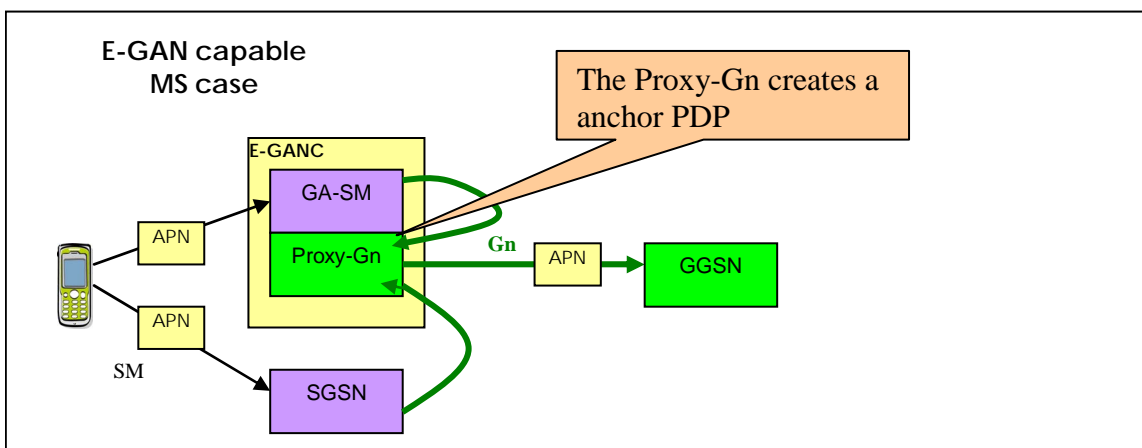 E-GAN capable
MS case
The Proxy-Gn creates a
anchor PDP
E-GANC
GA-SM
APN
Proxy-Gn
Gn
APN
GGSN
APN
SM
SGSN